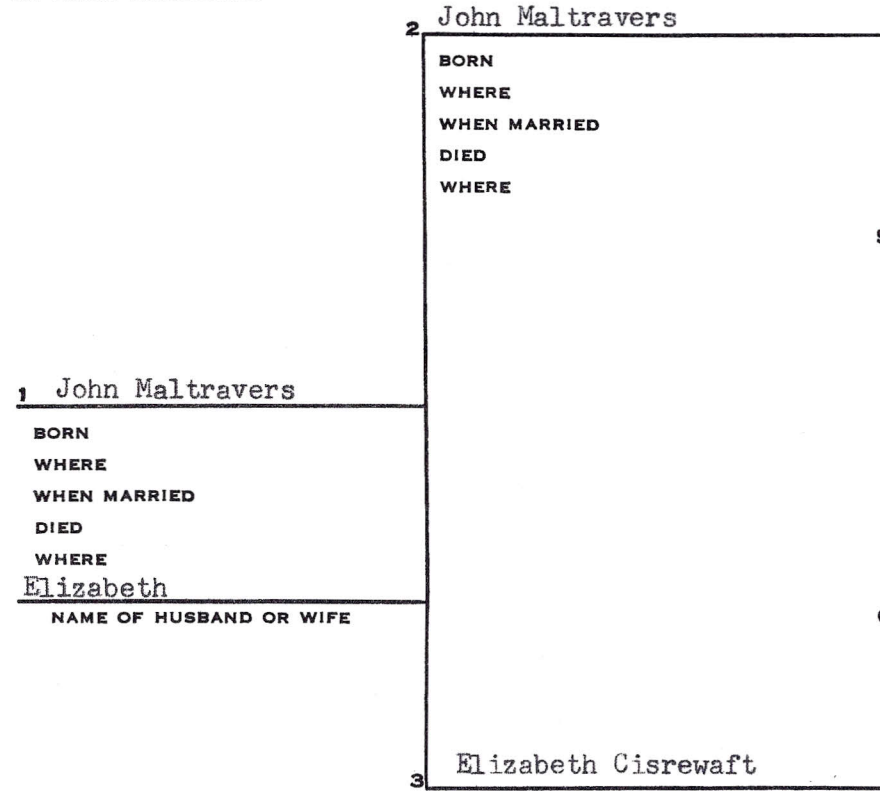 2 John Maltravers
BORN
WHERE
WHEN MARRIED
DIED
WHERE
1 John Maltravers
BORN
WHERE
WHEN MARRIED
DIED
WHERE
Elizabeth
NAME OF HUSBAND OR WIFE
3 Elizabeth Cisrewaft